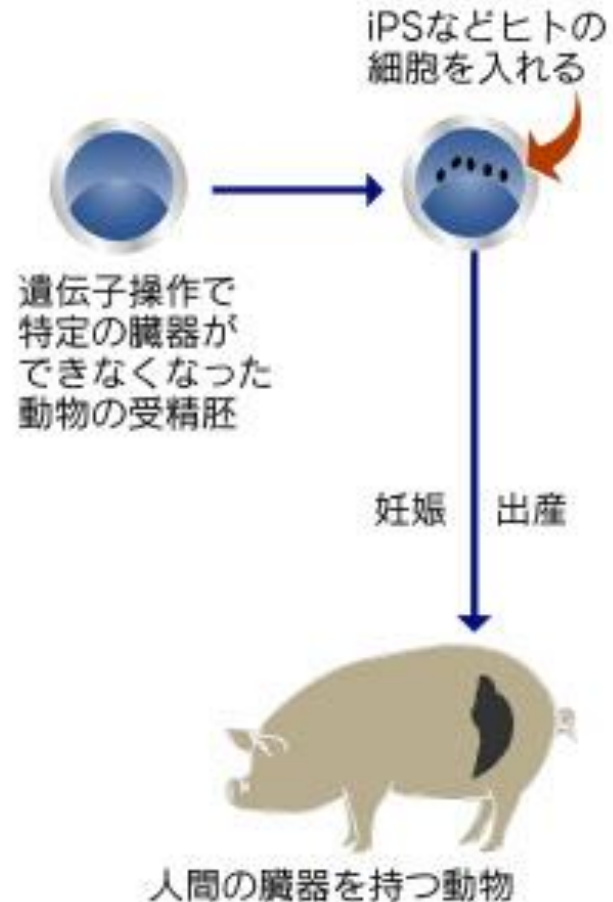 iPSなどヒトの
細胞を入れる
遺伝子操作で
特定の臓器が
できなくなった
動物の受精胚
妊娠 出産
人間の臓器を持つ動物